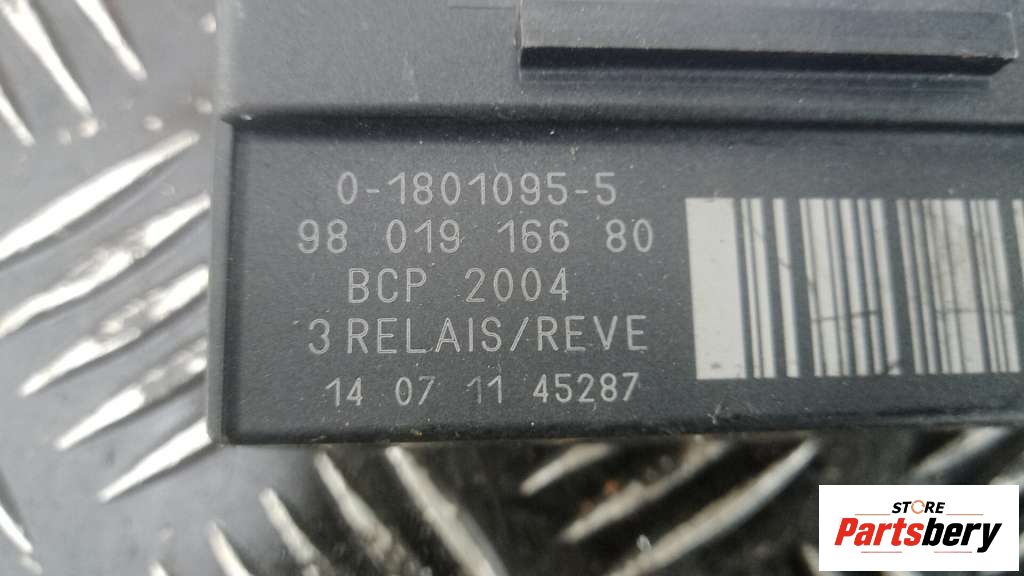 0-1801095-5
98 019 166 80
BCP 2004
3 RELAIS/REVE
14 07 11 45287
STORE
Partsbery